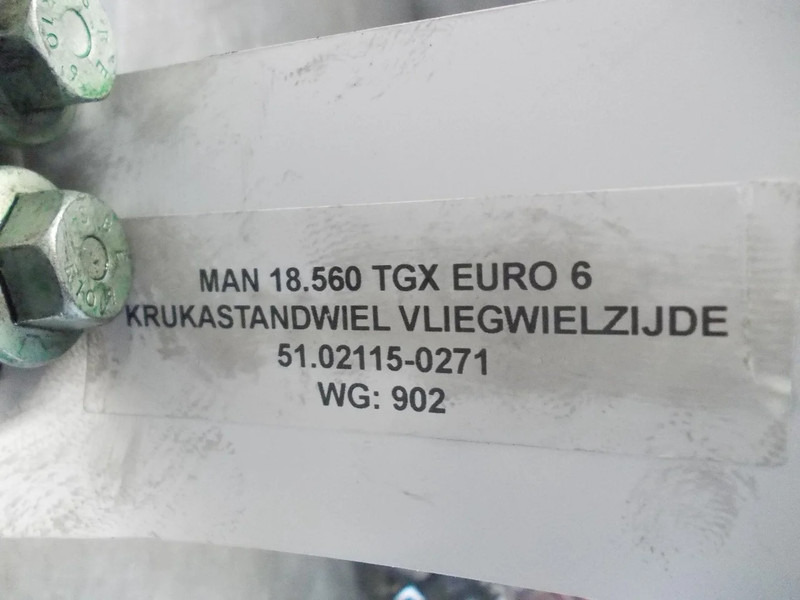 MAN 18.560 TGX EURO 6
KRUKASTANDWIEL VLIEGWIELZIJDE
51.02115-0271
WG: 902